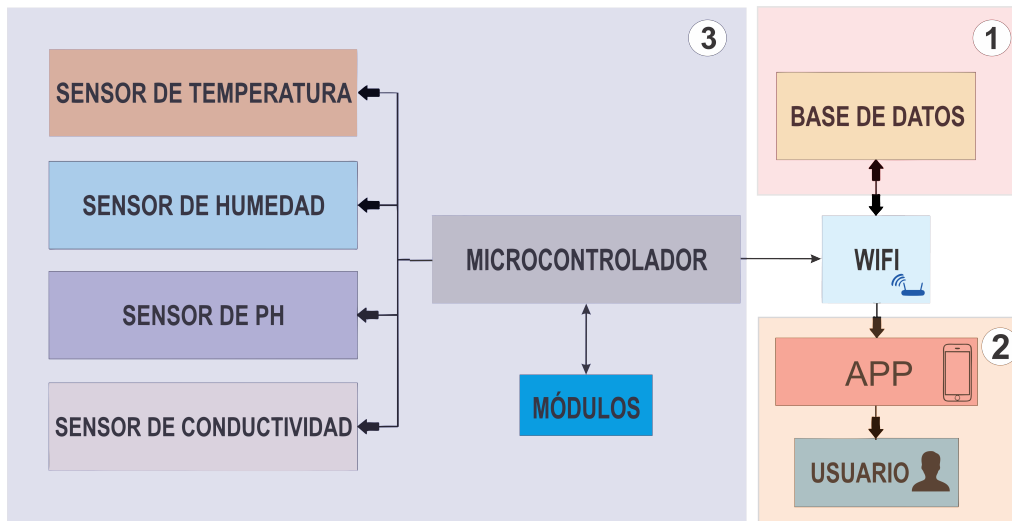 3
SENSOR DE TEMPERATURA
SENSOR DE HUMEDAD
SENSOR DE PH
SENSOR DE CONDUCTIVIDAD
MICROCONTROLADOR
MÓDULOS
1
BASE DE DATOS
WIFI
2
APP
USUARIO